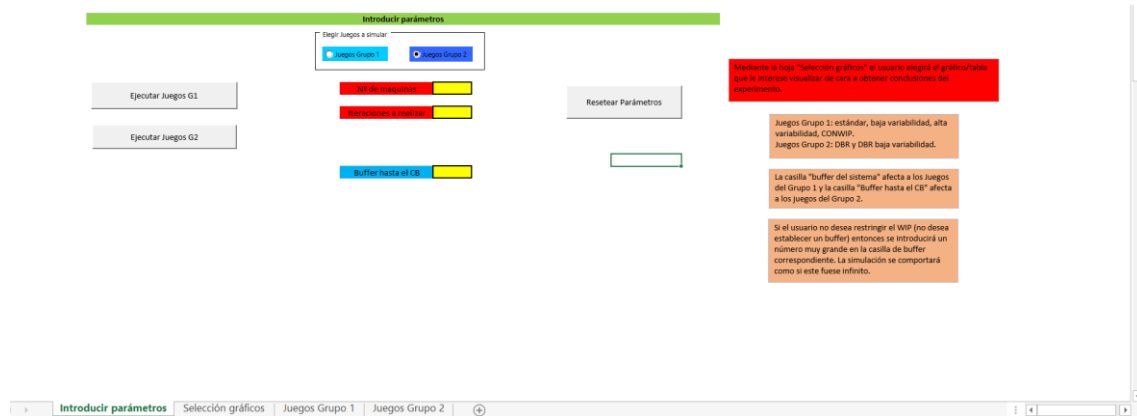 Introducir parámetros
Elegir Juegos a simular
Juegos Grupo 1
Juegos Grupo 2
Ejecutar Juegos G1
Ejecutar Juegos G2
Nº de maquinas
Iteraciones a realizar
Buffer hasta el CB
Resetear Parámetros
Mediante la hoja "Selección gráficos" el usuario elegirá el gráfico/tabla
que le interese visualizar de cara a obtener conclusiones del
experimento.
Juegos Grupo 1: estándar, baja variabilidad, alta
variabilidad, CONWIP.
Juegos Grupo 2: DBR y DBR baja variabilidad.
La casilla "buffer del sistema" afecta a los Juegos
del Grupo 1 y la casilla "Buffer hasta el CB" afecta
a los juegos del Grupo 2.
Si el usuario no desea restringir el WIP (no desea
establecer un buffer) entonces se introducirá un
número muy grande en la casilla de buffer
correspondiente. La simulación se comportará
como si este fuese infinito.
Introducir parámetros
Selección gráficos
Juegos Grupo 1
Juegos Grupo 2